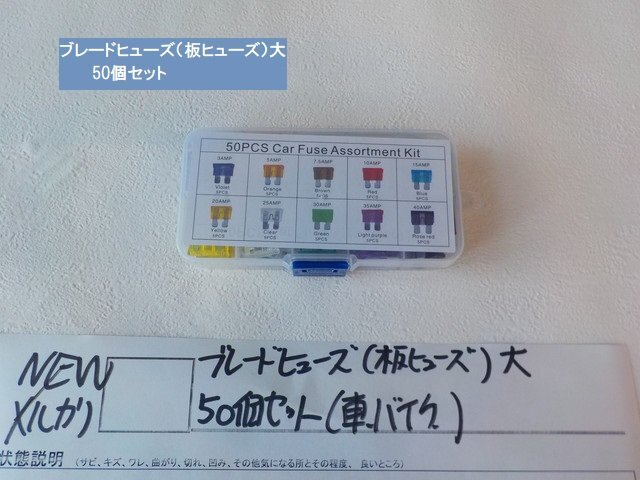 ブレードヒューズ(板ヒューズ)大
50個セット
50PCS Car Fuse Assortment Kit
3AMP 5AMP 7.5AMP 10AMP 15AMP
Violet Orange Brown Red Blue
5PCS 5PCS 5PCS 5PCS
20AMP 25AMP 30AMP 35AMP 40AMP
Yellow Clear Green Light purple Rose red
5PCS 5PCS 5PCS 5PCS 5PCS
NEW
メルカリ
ブレードヒューズ(板ヒューズ)大
50個セット(車.バイク)
状態説明 (サビ、キズ、ワレ、曲がり、切れ、凹み、その他気になる所とその程度、良いところ)